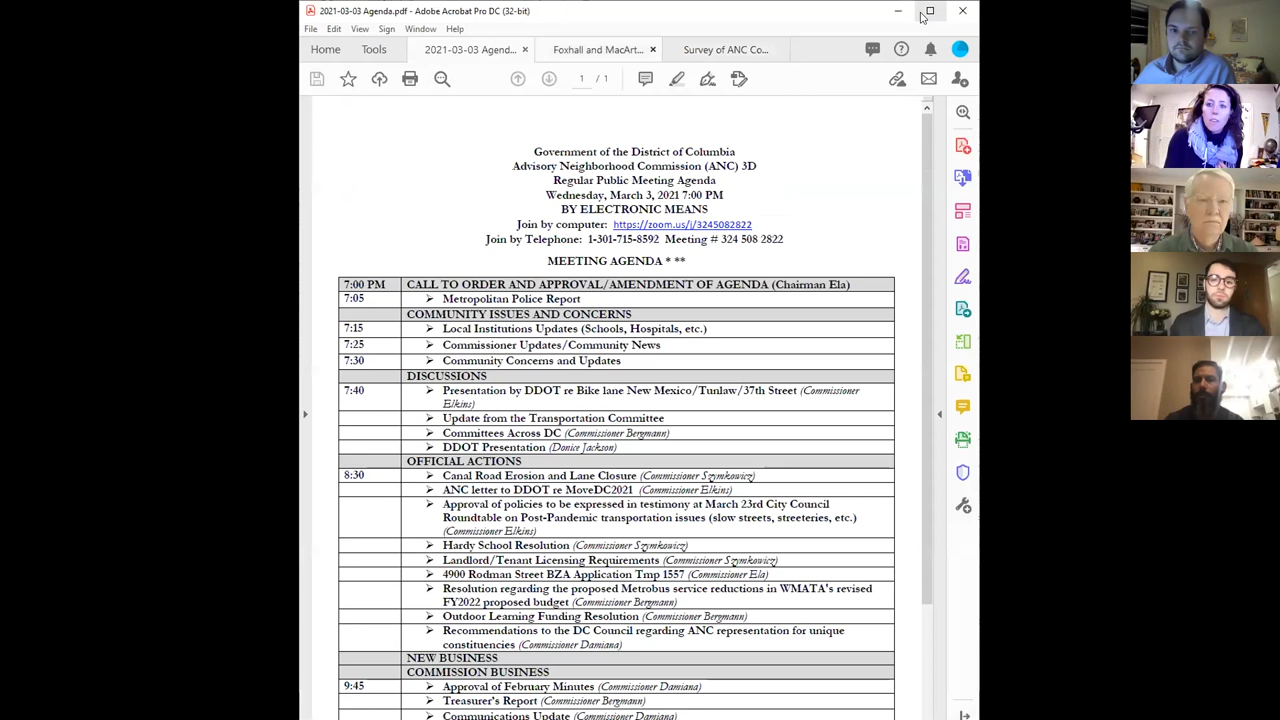 2021-03-03 Agenda.pdf - Adobe Acrobat Pro DC (32-bit)
File Edit View Sign Window Help
Home Tools 2021-03-03 Agend... × Foxhall and MacArt... × Survey of ANC Co...
1 / 1
Government of the District of Columbia
Advisory Neighborhood Commission (ANC) 3D
Regular Public Meeting Agenda
Wednesday, March 3, 2021 7:00 PM
BY ELECTRONIC MEANS
Join by computer: https://zoom.us/j/3245082822
Join by Telephone: 1-301-715-8592 Meeting # 324 508 2822
MEETING AGENDA * **
7:00 PM CALL TO ORDER AND APPROVAL/AMENDMENT OF AGENDA (Chairman Ela)
7:05 ➢ Metropolitan Police Report
COMMUNITY ISSUES AND CONCERNS
7:15 ➢ Local Institutions Updates (Schools, Hospitals, etc.)
7:25 ➢ Commissioner Updates/Community News
7:30 ➢ Community Concerns and Updates
DISCUSSIONS
7:40 ➢ Presentation by DDOT re Bike lane New Mexico/Tunlaw/37th Street (Commissioner
Elkins)
➢ Update from the Transportation Committee
➢ Committees Across DC (Commissioner Bergmann)
➢ DDOT Presentation (Donice Jackson)
OFFICIAL ACTIONS
8:30 ➢ Canal Road Erosion and Lane Closure (Commissioner Szymkowicz)
➢ ANC letter to DDOT re MoveDC2021 (Commissioner Elkins)
➢ Approval of policies to be expressed in testimony at March 23rd City Council
Roundtable on Post-Pandemic transportation issues (slow streets, streeteries, etc.)
(Commissioner Elkins)
➢ Hardy School Resolution (Commissioner Szymkowicz)
➢ Landlord/Tenant Licensing Requirements (Commissioner Szymkowicz)
➢ 4900 Rodman Street BZA Application Tmp 1557 (Commissioner Ela)
➢ Resolution regarding the proposed Metrobus service reductions in WMATA's revised
FY2022 proposed budget (Commissioner Bergmann)
➢ Outdoor Learning Funding Resolution (Commissioner Bergmann)
➢ Recommendations to the DC Council regarding ANC representation for unique
constituencies (Commissioner Damiana)
NEW BUSINESS
COMMISSION BUSINESS
9:45 ➢ Approval of February Minutes (Commissioner Damiana)
➢ Treasurer's Report (Commissioner Bergmann)
➢ Communications Update (Commissioner Damiana)